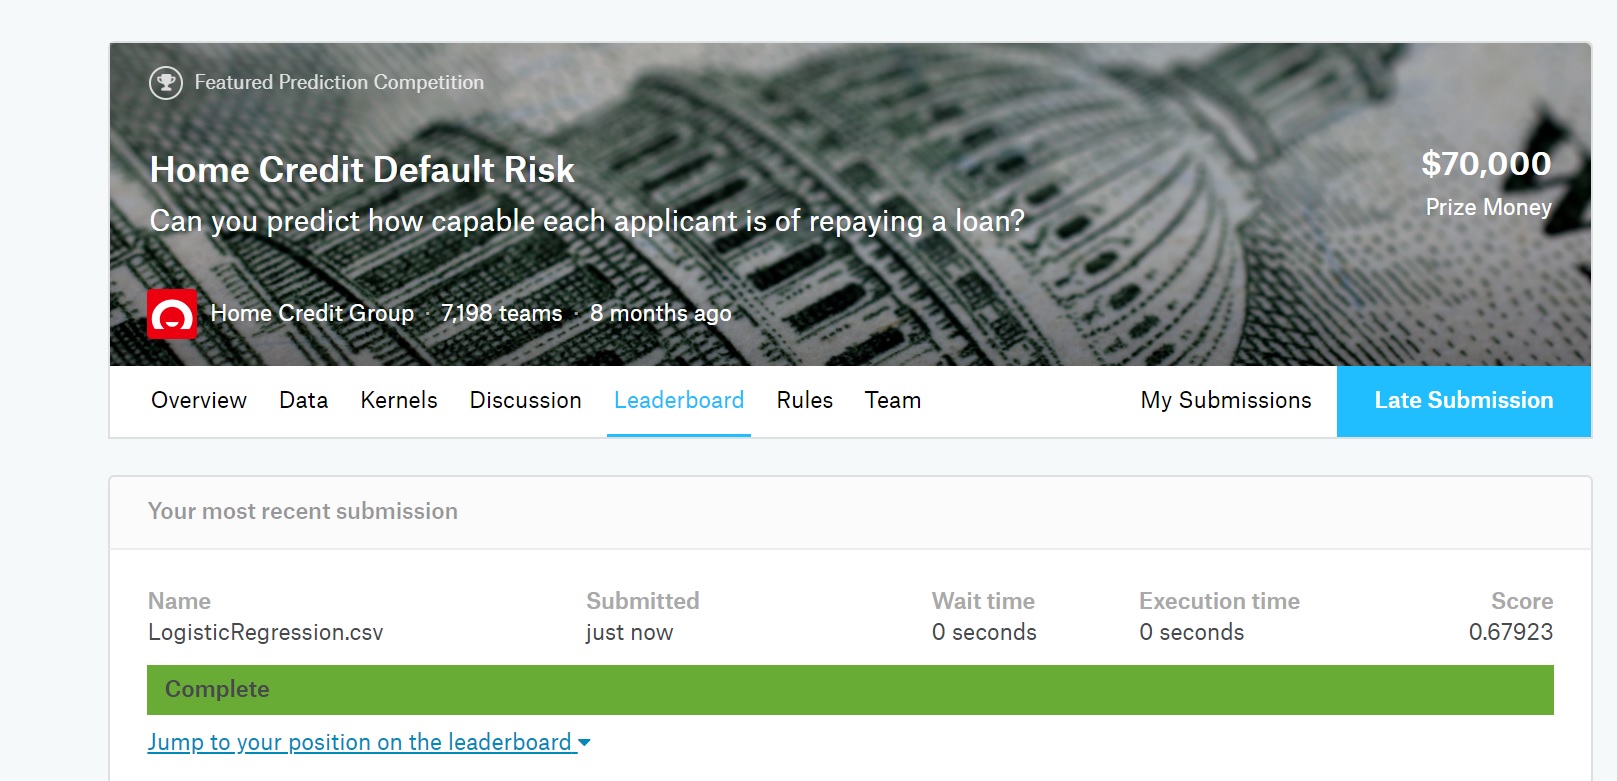 Featured Prediction Competition
Home Credit Default Risk
Can you predict how capable each applicant is of repaying a loan?
$70,000
Prize Money
Home Credit Group · 7,198 teams · 8 months ago
Overview Data Kernels Discussion Leaderboard Rules Team My Submissions Late Submission
Your most recent submission
Name Submitted Wait time Execution time Score
LogisticRegression.csv just now 0 seconds 0 seconds 0.67923
Complete
Jump to your position on the leaderboard